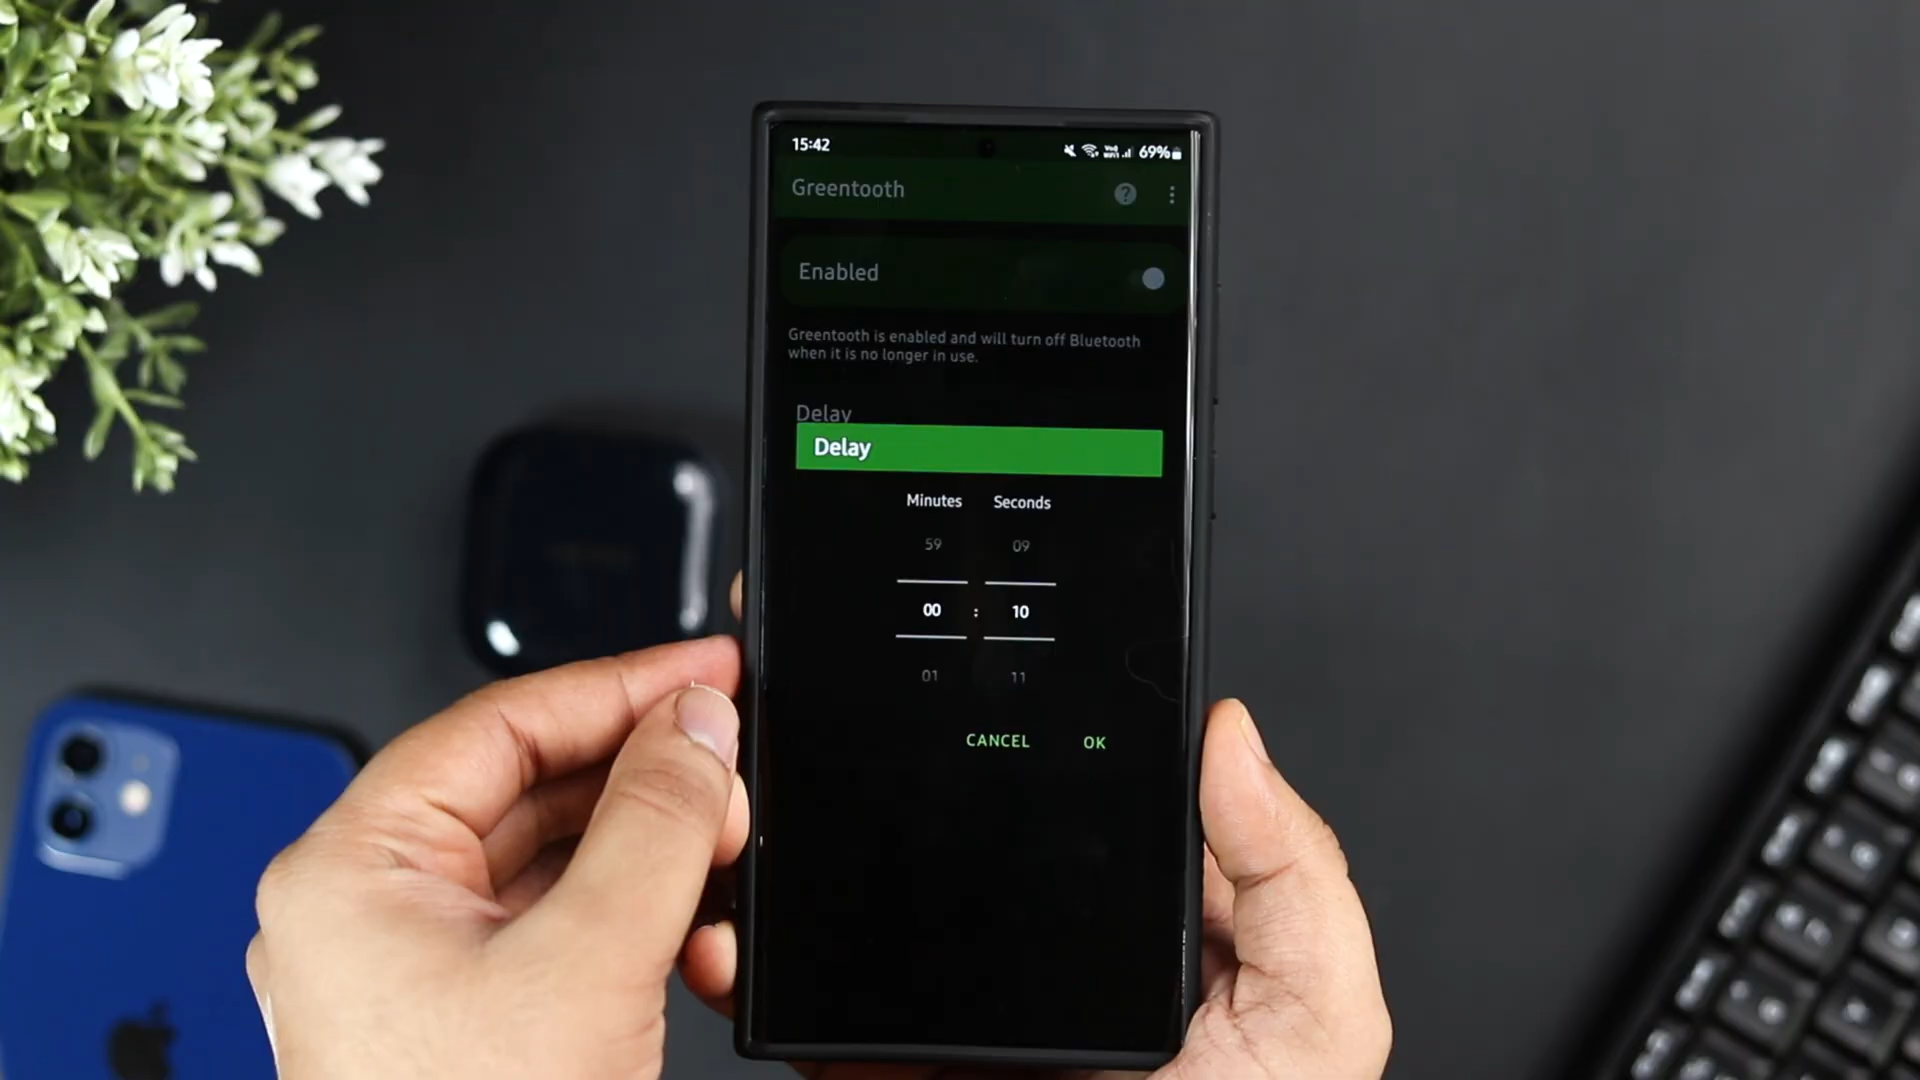 15:42
69%
Greentooth
Enabled
Greentooth is enabled and will turn off Bluetooth
when it is no longer in use.
Delay
Delay
Minutes Seconds
59 09
00 : 10
01 11
CANCEL OK